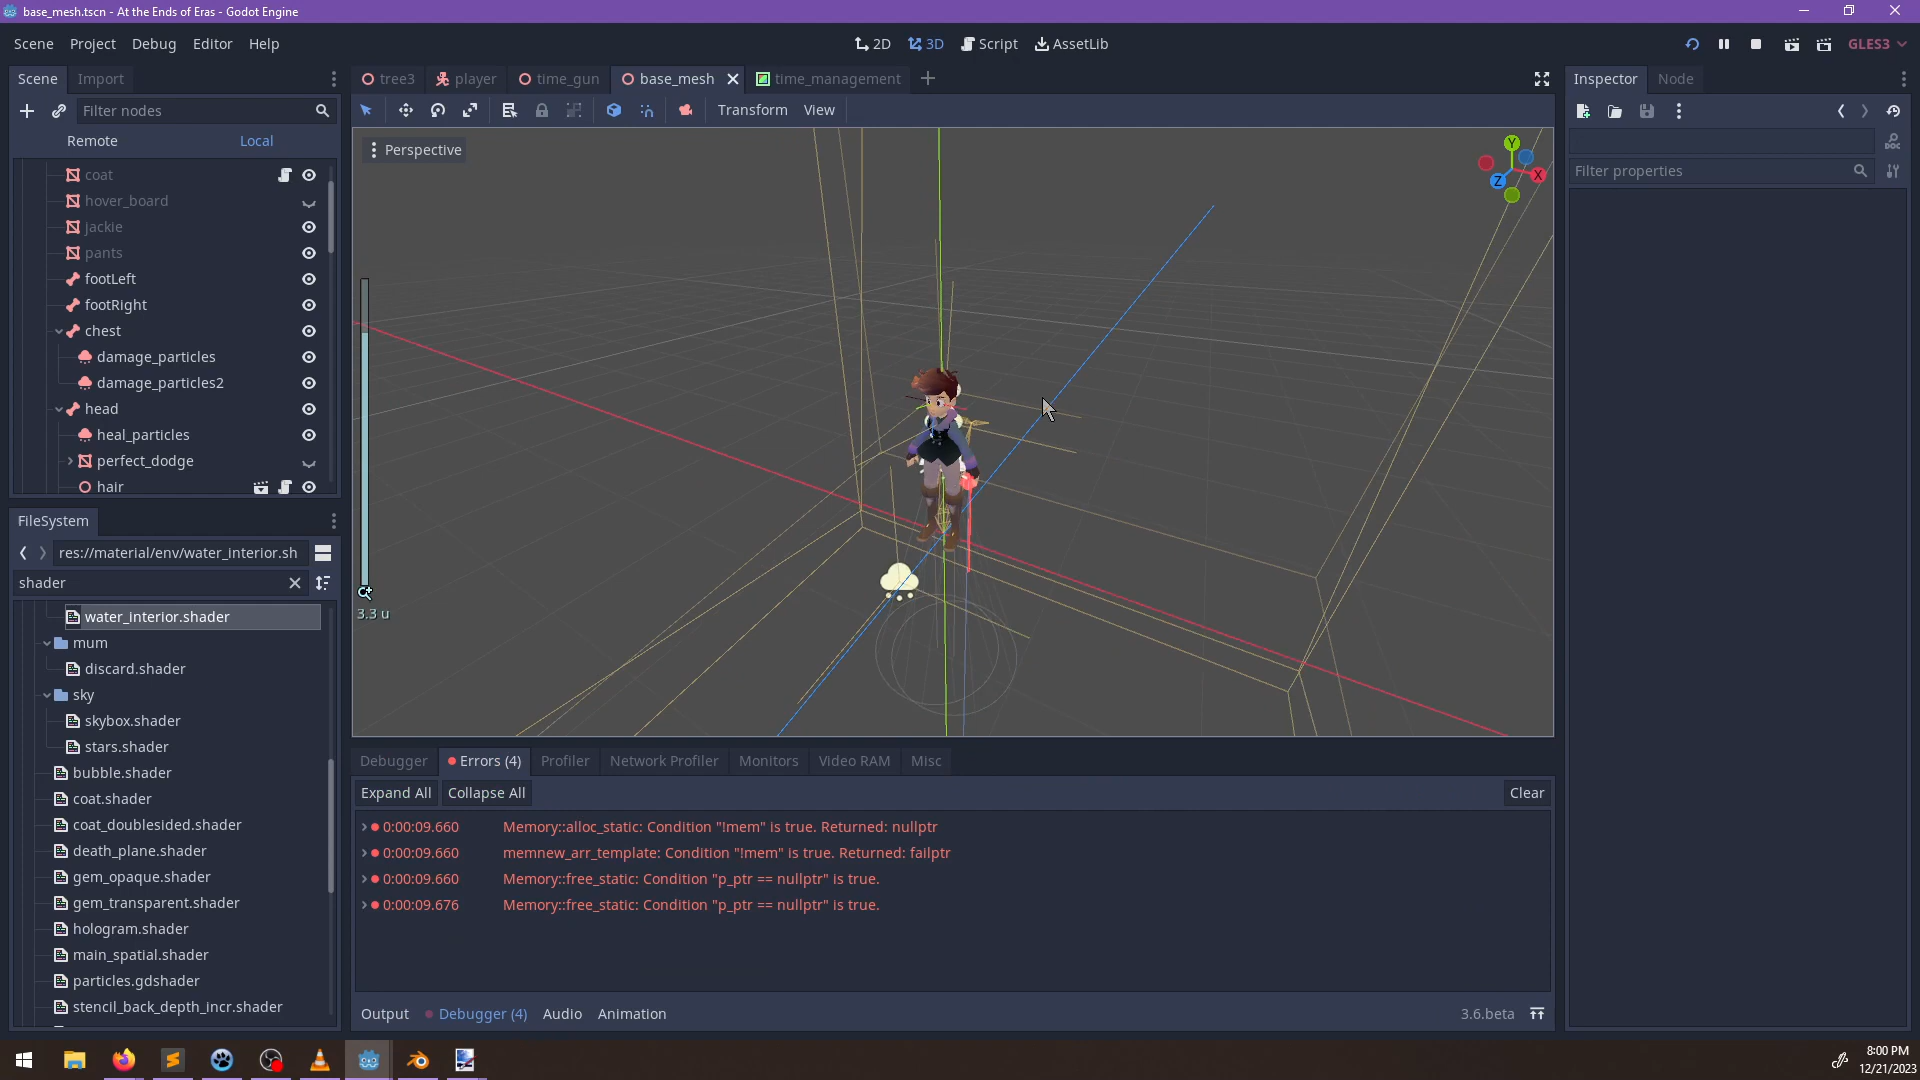 base_mesh.tscn - At the Ends of Eras - Godot Engine
Scene Project Debug Editor Help
2D 3D Script AssetLib
GLES3
Scene Import
Filter nodes
Remote Local
coat
hover_board
jackie
pants
footLeft
footRight
chest
damage_particles
damage_particles2
head
heal_particles
perfect_dodge
hair
FileSystem
res://material/env/water_interior.sh
shader
water_interior.shader
mum
discard.shader
sky
skybox.shader
stars.shader
bubble.shader
coat.shader
coat_doublesided.shader
death_plane.shader
gem_opaque.shader
gem_transparent.shader
hologram.shader
main_spatial.shader
particles.gdshader
stencil_back_depth_incr.shader
tree3 player time_gun base_mesh time_management
Transform View
Perspective
Y
X
Z
3.3 u
Debugger Errors (4) Profiler Network Profiler Monitors Video RAM Misc
Expand All Collapse All Clear
0:00:09.660 Memory::alloc_static: Condition "!mem" is true. Returned: nullptr
0:00:09.660 memnew_arr_template: Condition "!mem" is true. Returned: failptr
0:00:09.660 Memory::free_static: Condition "p_ptr == nullptr" is true.
0:00:09.676 Memory::free_static: Condition "p_ptr == nullptr" is true.
Output Debugger (4) Audio Animation
3.6.beta
Inspector Node
DOC
Filter properties
8:00 PM
12/21/2023